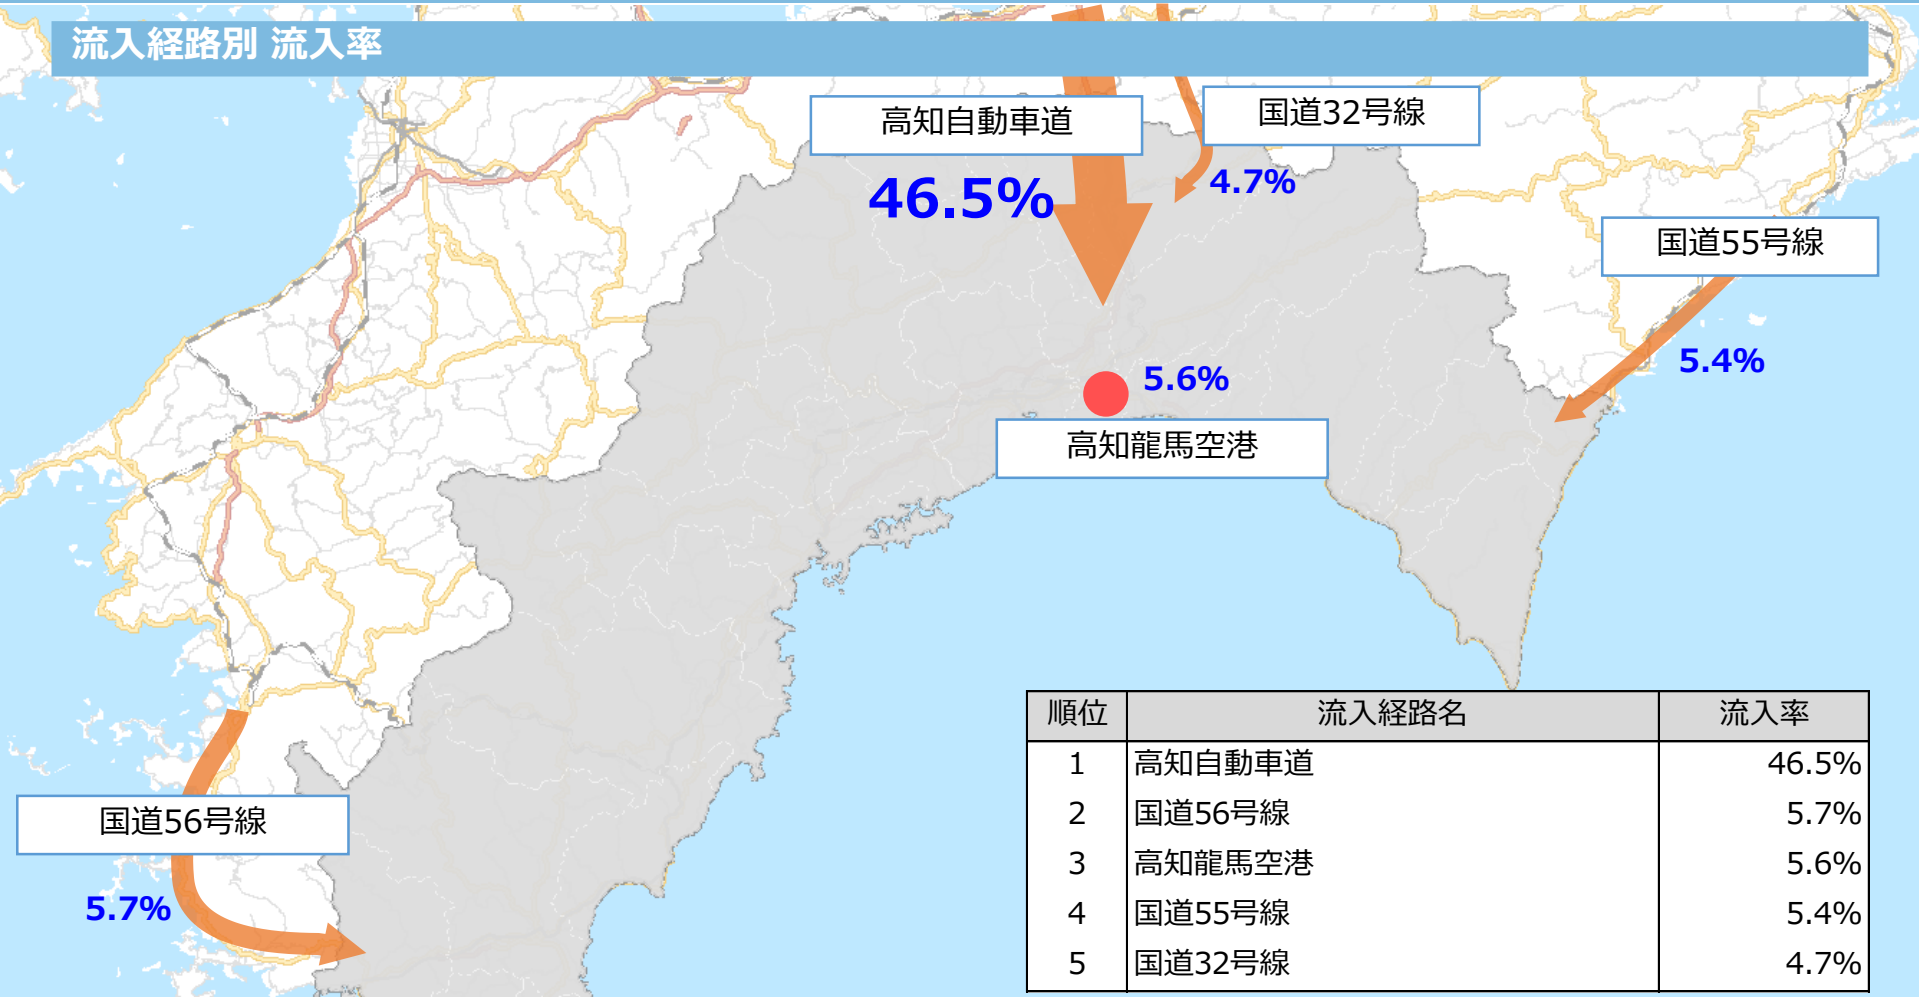 流入経路別 流入率
高知自動車道
46.5%
国道32号線
4.7%
国道55号線
5.4%
5.6%
高知龍馬空港
国道56号線
5.7%
順位 流入経路名 流入率
1 高知自動車道 46.5%
2 国道56号線 5.7%
3 高知龍馬空港 5.6%
4 国道55号線 5.4%
5 国道32号線 4.7%